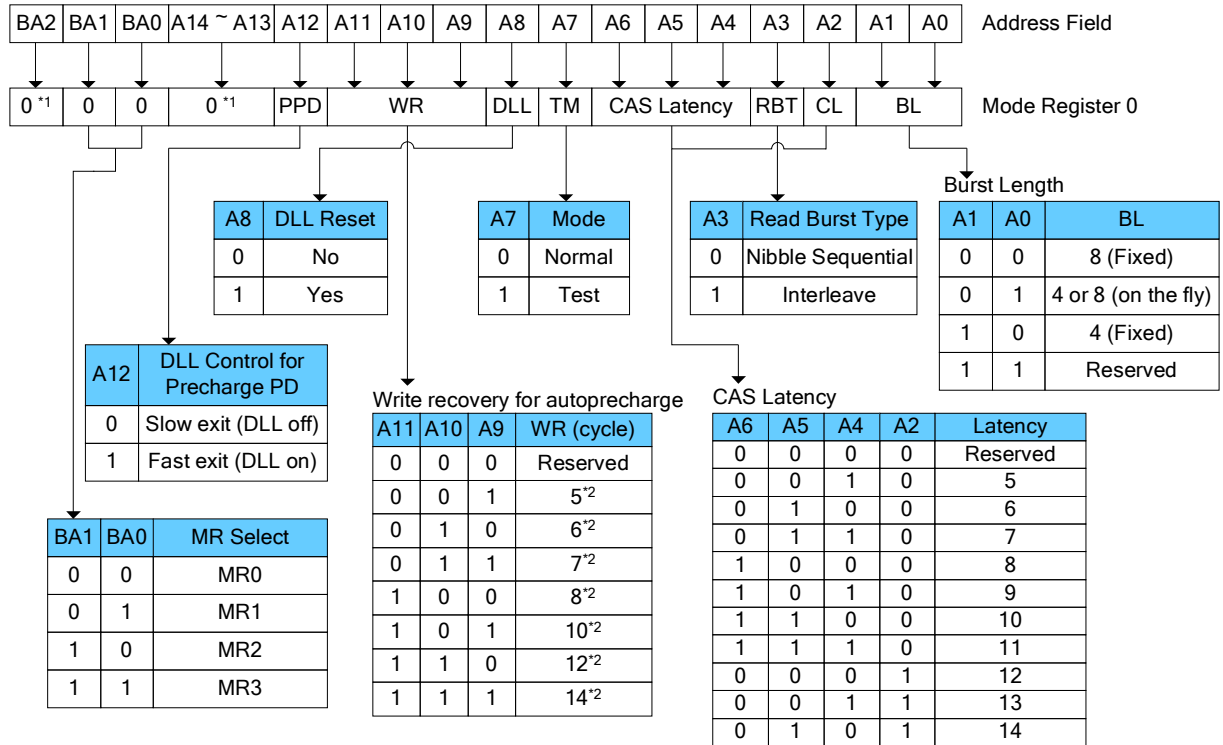 BA2 BA1 BA0 A14 ~ A13 A12 A11 A10 A9 A8 A7 A6 A5 A4 A3 A2 A1 A0 Address Field
0 *1 0 0 0 *1 PPD WR DLL TM CAS Latency RBT CL BL Mode Register 0
A8 DLL Reset
0 No
1 Yes
A7 Mode
0 Normal
1 Test
A3 Read Burst Type
0 Nibble Sequential
1 Interleave
Burst Length
A1 A0 BL
0 0 8 (Fixed)
0 1 4 or 8 (on the fly)
1 0 4 (Fixed)
1 1 Reserved
A12 DLL Control for
Precharge PD
0 Slow exit (DLL off)
1 Fast exit (DLL on)
BA1 BA0 MR Select
0 0 MR0
0 1 MR1
1 0 MR2
1 1 MR3
Write recovery for autoprecharge
A11 A10 A9 WR (cycle)
0 0 0 Reserved
0 0 1 5*2
0 1 0 6*2
0 1 1 7*2
1 0 0 8*2
1 0 1 10*2
1 1 0 12*2
1 1 1 14*2
CAS Latency
A6 A5 A4 A2 Latency
0 0 0 0 Reserved
0 0 1 0 5
0 1 0 0 6
0 1 1 0 7
1 0 0 0 8
1 0 1 0 9
1 1 0 0 10
1 1 1 0 11
0 0 0 1 12
0 0 1 1 13
0 1 0 1 14